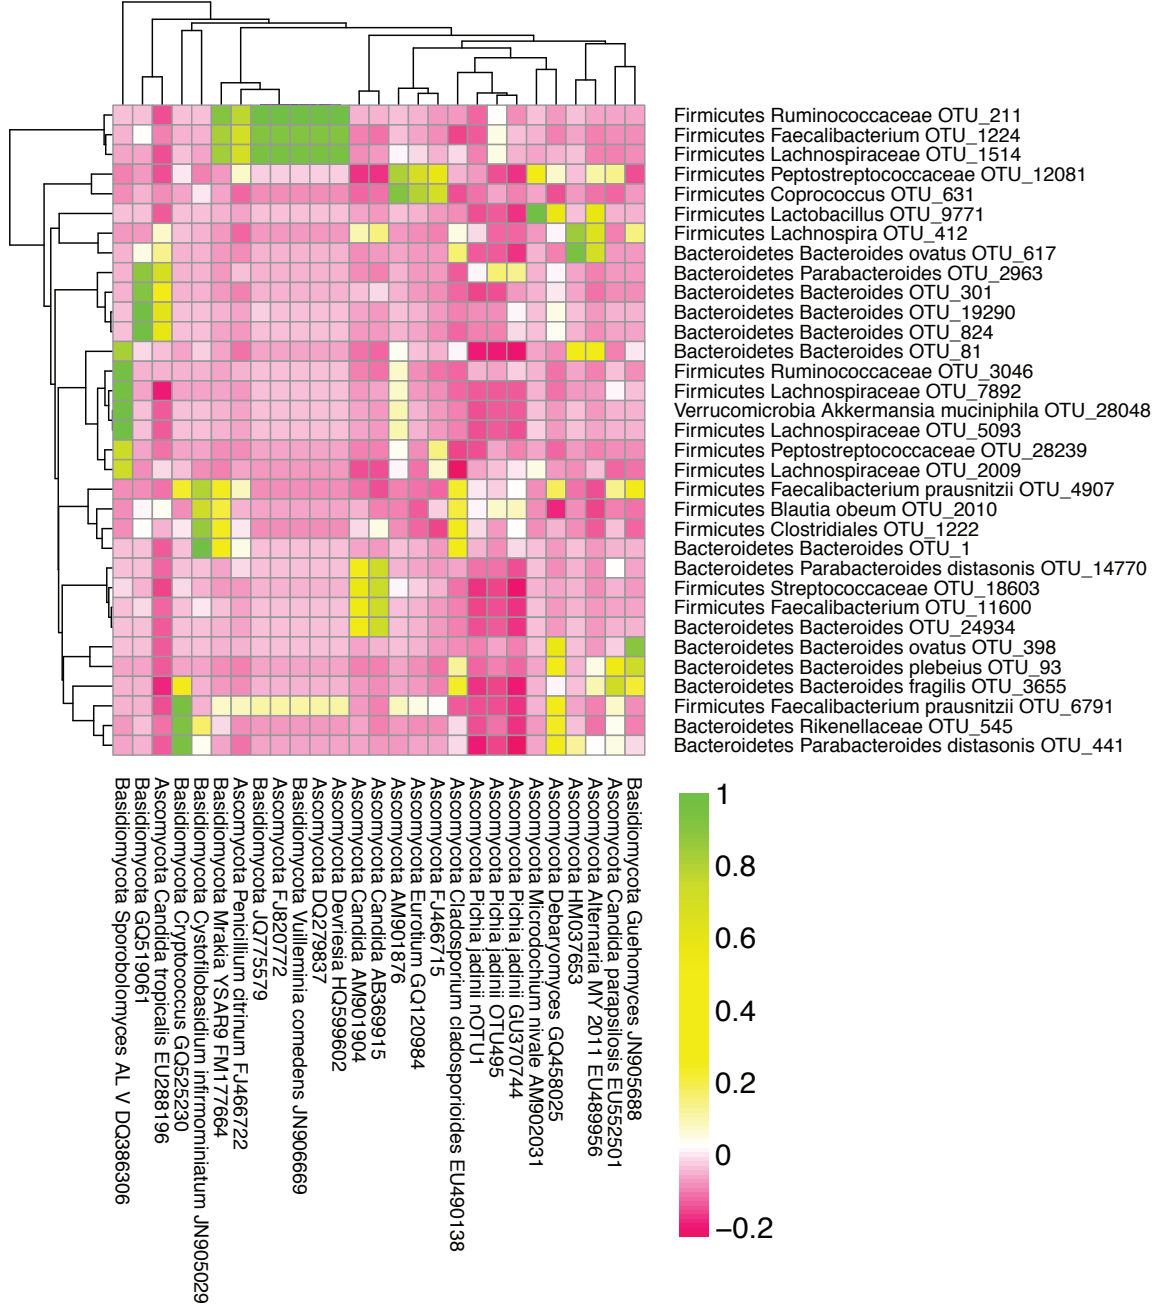 Firmicutes Ruminococcaceae OTU_211
Firmicutes Faecalibacterium OTU_1224
Firmicutes Lachnospiraceae OTU_1514
Firmicutes Peptostreptococcaceae OTU_12081
Firmicutes Coprococcus OTU_631
Firmicutes Lactobacillus OTU_9771
Firmicutes Lachnospira OTU_412
Bacteroidetes Bacteroides ovatus OTU_617
Bacteroidetes Parabacteroides OTU_2963
Bacteroidetes Bacteroides OTU_301
Bacteroidetes Bacteroides OTU_19290
Bacteroidetes Bacteroides OTU_824
Bacteroidetes Bacteroides OTU_81
Firmicutes Ruminococcaceae OTU_3046
Firmicutes Lachnospiraceae OTU_7892
Verrucomicrobia Akkermansia muciniphila OTU_28048
Firmicutes Lachnospiraceae OTU_5093
Firmicutes Peptostreptococcaceae OTU_28239
Firmicutes Lachnospiraceae OTU_2009
Firmicutes Faecalibacterium prausnitzii OTU_4907
Firmicutes Blautia obeum OTU_2010
Firmicutes Clostridiales OTU_1222
Bacteroidetes Bacteroides OTU_1
Bacteroidetes Parabacteroides distasonis OTU_14770
Firmicutes Streptococcaceae OTU_18603
Firmicutes Faecalibacterium OTU_11600
Bacteroidetes Bacteroides OTU_24934
Bacteroidetes Bacteroides ovatus OTU_398
Bacteroidetes Bacteroides plebeius OTU_93
Bacteroidetes Bacteroides fragilis OTU_3655
Firmicutes Faecalibacterium prausnitzii OTU_6791
Bacteroidetes Rikenellaceae OTU_545
Bacteroidetes Parabacteroides distasonis OTU_441
Basidiomycota Sporobolomyces AL V DQ386306
Basidiomycota GQ519061
Ascomycota Candida tropicalis EU288196
Basidiomycota Cryptococcus GQ525230
Basidiomycota Cystofilobasidium infirmominiatum JN905029
Basidiomycota Mrakia YSAR9 FM177664
Ascomycota Penicillium citrinum FJ466722
Basidiomycota JQ775579
Ascomycota FJ820772
Basidiomycota Vuilleminia comedens JN906669
Ascomycota DQ279837
Ascomycota Devriesia HQ599602
Ascomycota Candida AM901904
Ascomycota Candida AB369915
Ascomycota AM901876
Ascomycota Eurotium GQ120984
Ascomycota FJ466715
Ascomycota Cladosporium cladosporioides EU490138
Ascomycota Pichia jadinii nOTU1
Ascomycota Pichia jadinii OTU495
Ascomycota Pichia jadinii GU370744
Ascomycota Microdochium nivale AM902031
Ascomycota Debaryomyces GQ458025
Ascomycota HM037653
Ascomycota Alternaria MY 2011 EU489956
Ascomycota Candida parapsilosis EU552501
Basidiomycota Guehomyces JN905688
1
0.8
0.6
0.4
0.2
0
−0.2